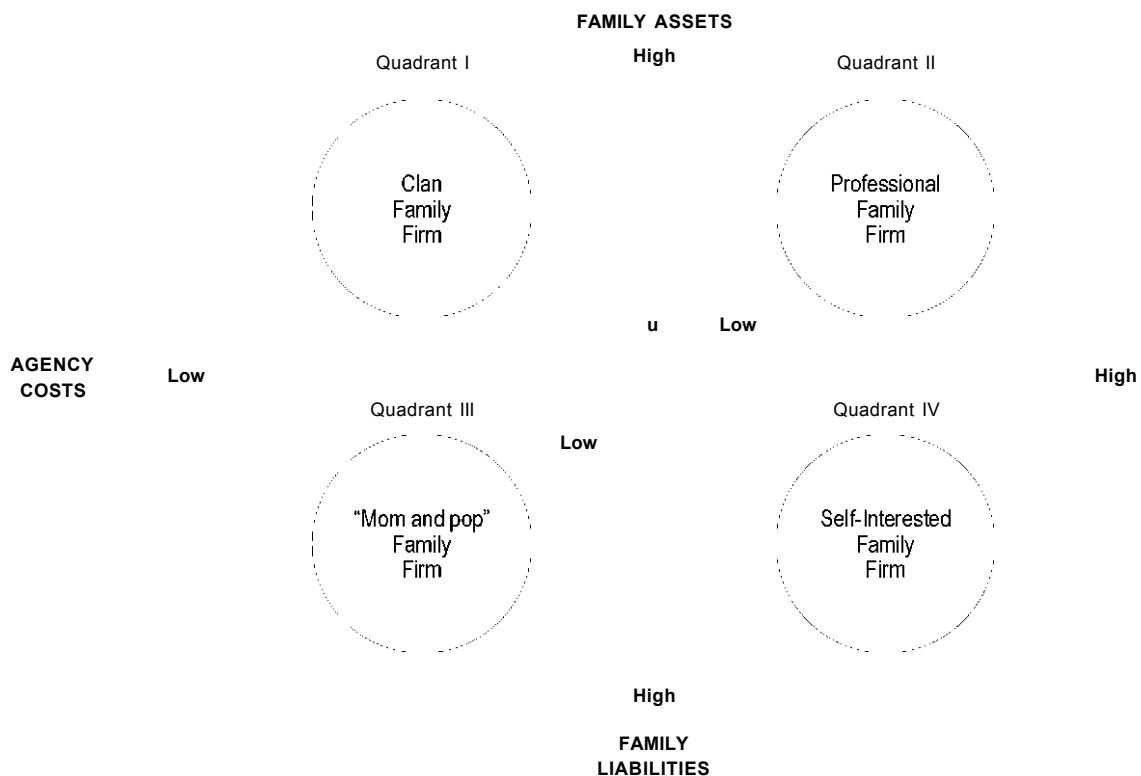 FAMILY ASSETS
Quadrant I
High
Quadrant II
Clan
Family
Firm
Professional
Family
Firm
u
Low
AGENCY
COSTS
Low
High
Quadrant III
Quadrant IV
Low
“Mom and pop”
Family
Firm
Self-Interested
Family
Firm
High
FAMILY
LIABILITIES